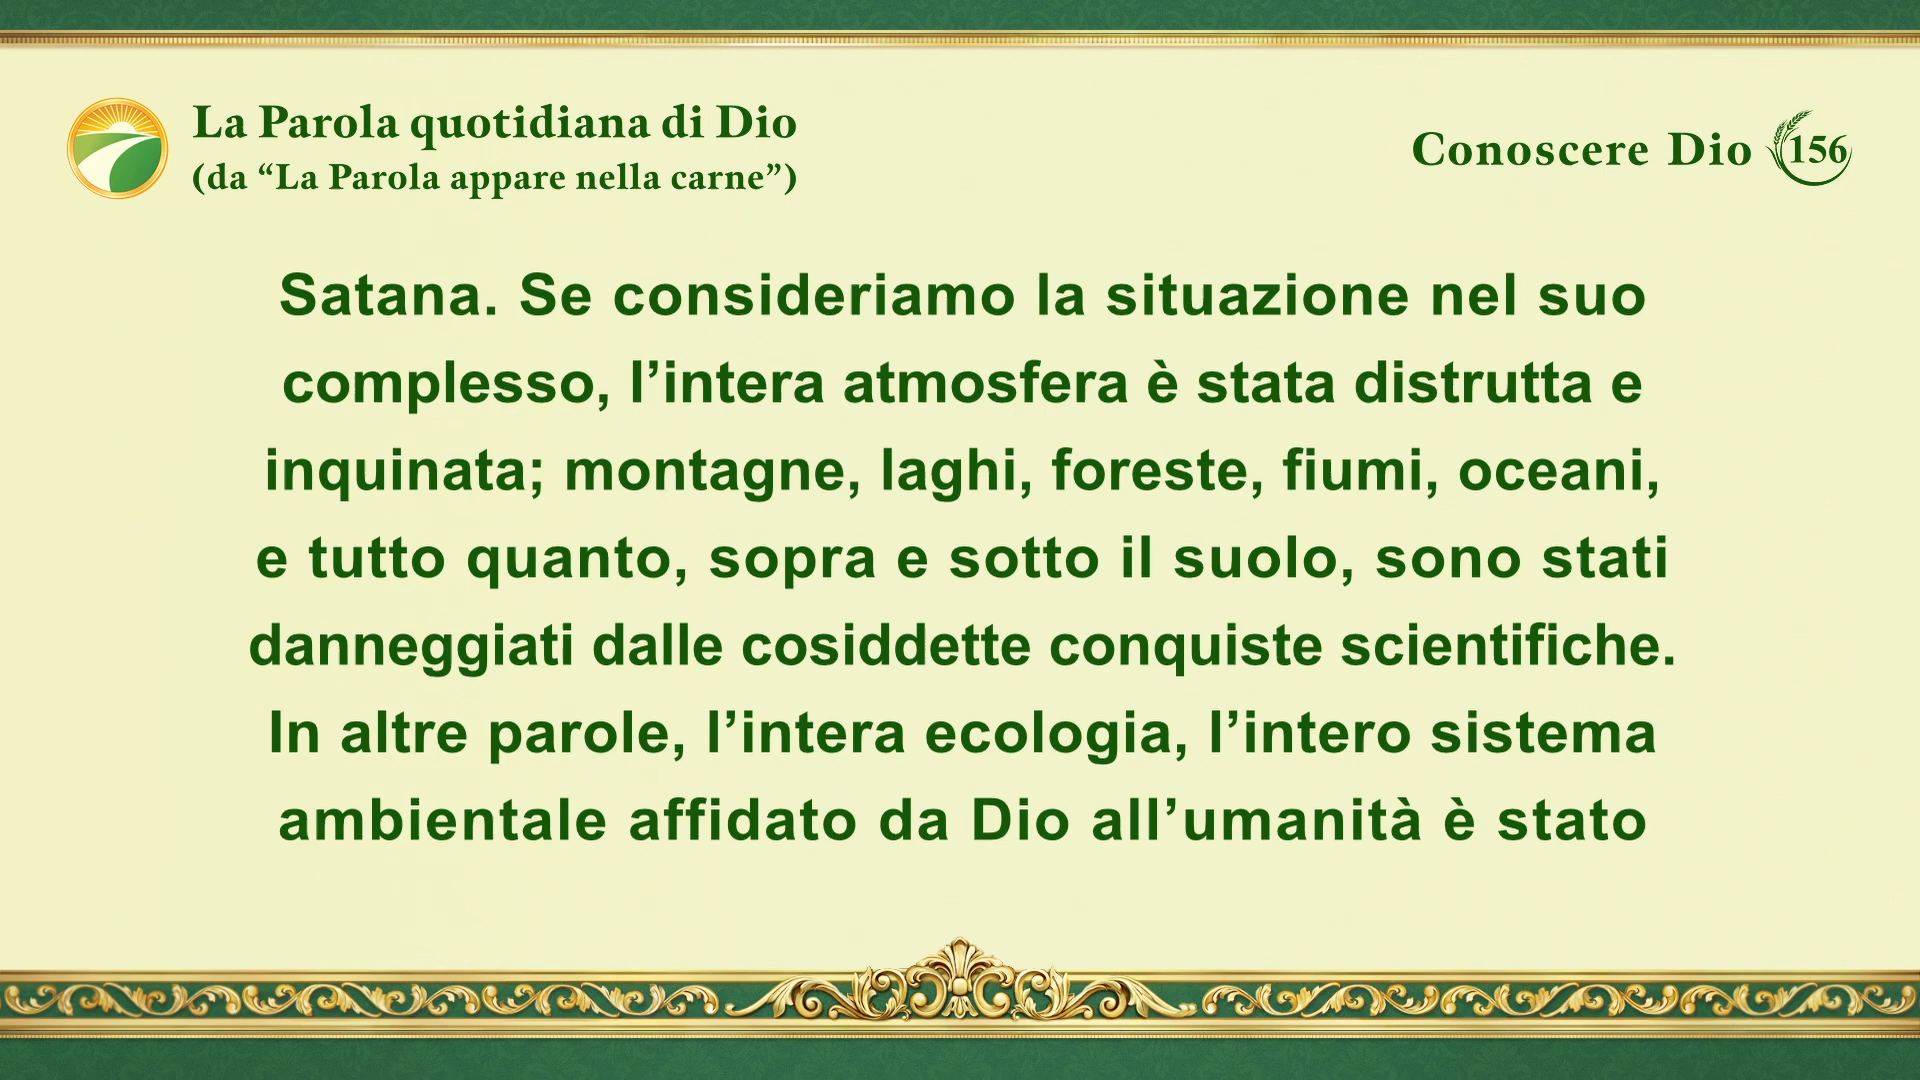 La Parola quotidiana di Dio
(da “La Parola appare nella carne”)
Conoscere Dio 156
Satana. Se consideriamo la situazione nel suo
complesso, l’intera atmosfera è stata distrutta e
inquinata; montagne, laghi, foreste, fiumi, oceani,
e tutto quanto, sopra e sotto il suolo, sono stati
danneggiati dalle cosiddette conquiste scientifiche.
In altre parole, l’intera ecologia, l’intero sistema
ambientale affidato da Dio all’umanità è stato